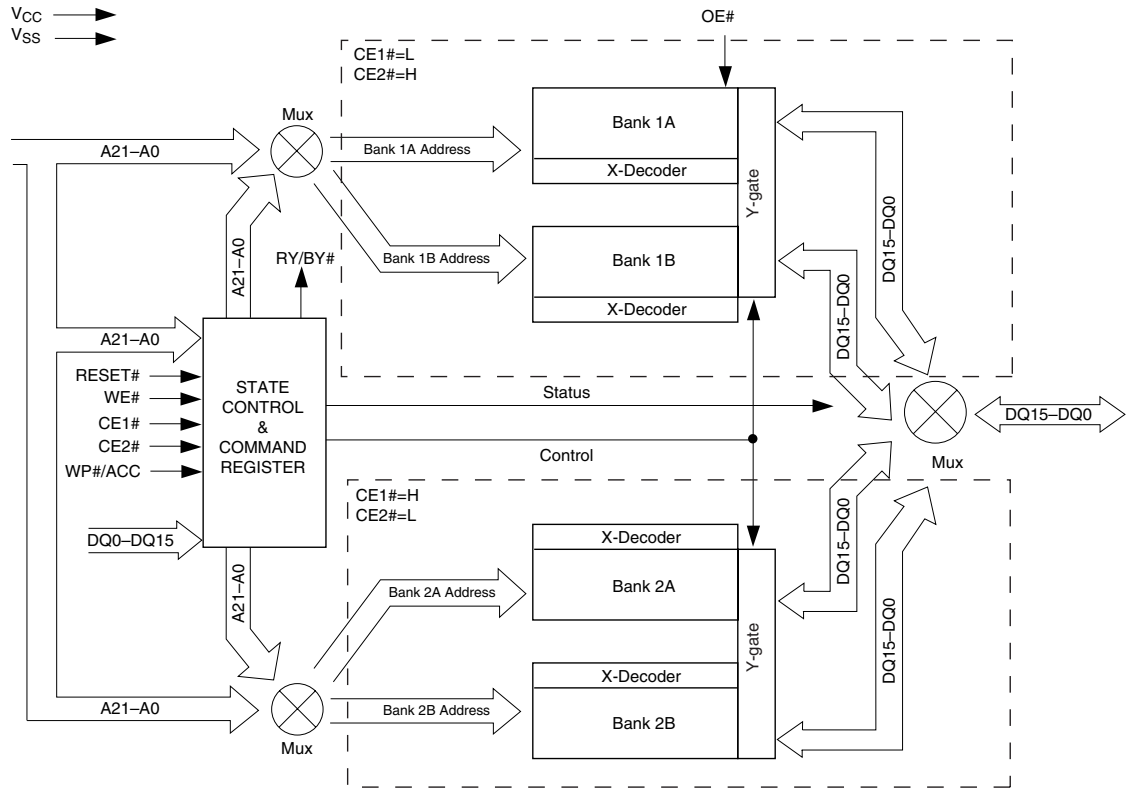 VCC
VSS
OE#
CE1#=L
CE2#=H
Mux
Bank 1A
A21–A0
Bank 1A Address
X-Decoder
Y-gate
DQ15–DQ0
A21–A0
RY/BY#
Bank 1B Address
Bank 1B
X-Decoder
DQ15–DQ0
A21–A0
RESET#
WE#
CE1#
CE2#
WP#/ACC
DQ0–DQ15
STATE
CONTROL
&
COMMAND
REGISTER
Status
Control
DQ15–DQ0
Mux
CE1#=H
CE2#=L
X-Decoder
Bank 2A
Bank 2A Address
A21–A0
DQ15–DQ0
Y-gate
DQ15–DQ0
X-Decoder
Bank 2B
Bank 2B Address
A21–A0
Mux